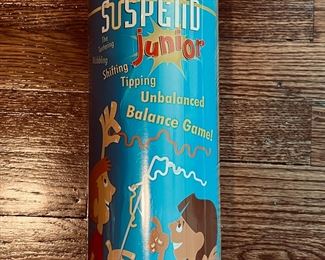 SUSPEND
Junior
The
Teetering
Wobbling
Shifting
Tipping
Unbalanced
Balance Game!